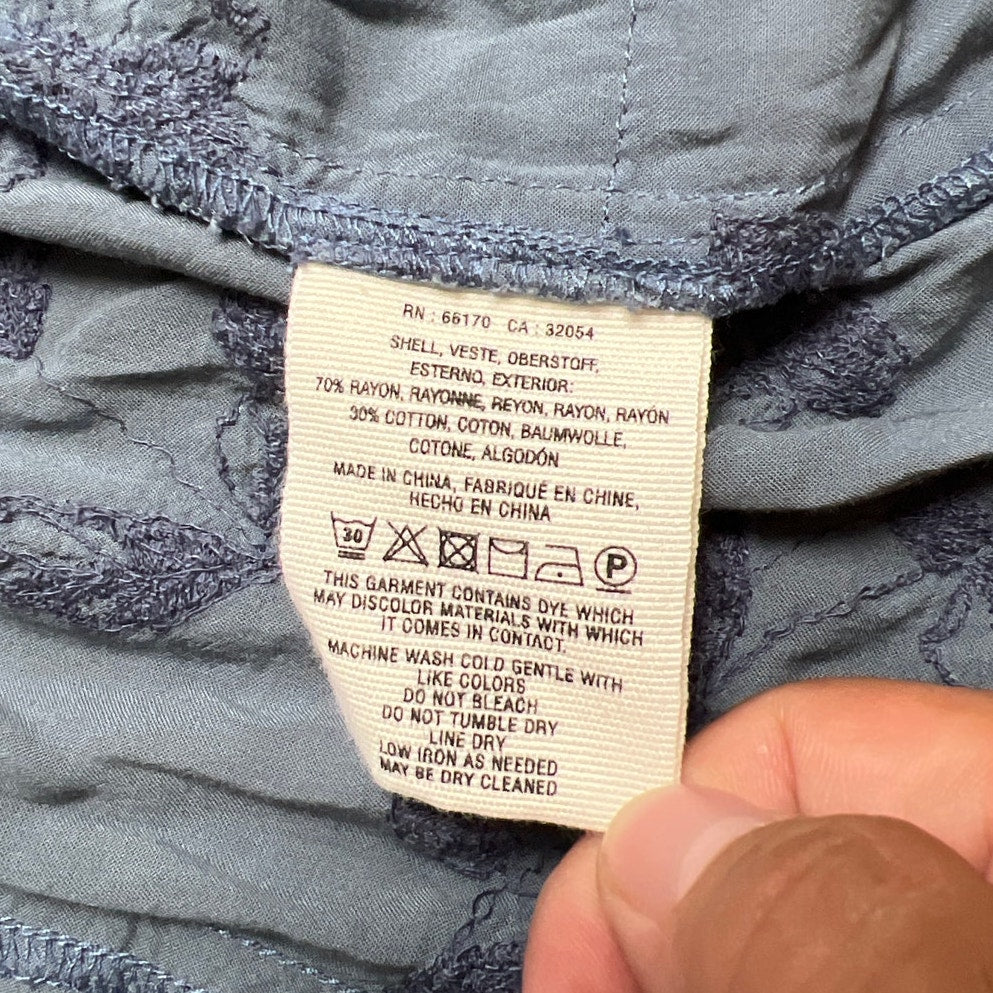 RN : 66170 CA : 32054
SHELL, VESTE, OBERSTOFF,
ESTERNO, EXTERIOR:
70% RAYON, RAYONNE, REYON, RAYON, RAYÓN
30% COTTON, COTON, BAUMWOLLE,
COTONE, ALGODÓN
MADE IN CHINA, FABRIQUÉ EN CHINE,
HECHO EN CHINA
30 P
THIS GARMENT CONTAINS DYE WHICH
MAY DISCOLOR MATERIALS WITH WHICH
IT COMES IN CONTACT.
MACHINE WASH COLD GENTLE WITH
LIKE COLORS
DO NOT BLEACH
DO NOT TUMBLE DRY
LINE DRY
LOW IRON AS NEEDED
MAY BE DRY CLEANED